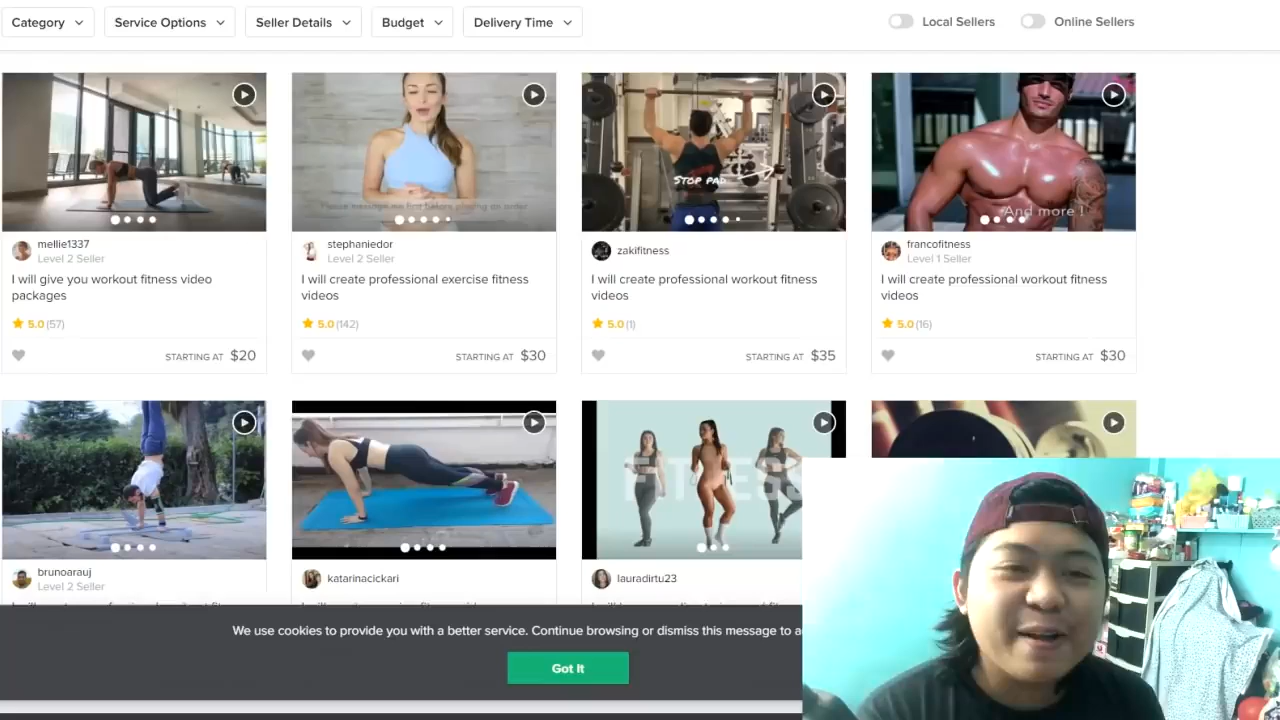 Category
Service Options
Seller Details
Budget
Delivery Time
Local Sellers
Online Sellers
STOP PAD
And more !
mellie1337
Level 2 Seller
I will give you workout fitness video
packages
5.0 (57)
STARTING AT $20
stephaniedor
Level 2 Seller
I will create professional exercise fitness
videos
5.0 (142)
STARTING AT $30
zakifitness
I will create professional workout fitness
videos
5.0 (1)
STARTING AT $35
francofitness
Level 1 Seller
I will create professional workout fitness
videos
5.0 (16)
STARTING AT $30
brunoarauj
Level 2 Seller
katarinacickari
lauradirtu23
We use cookies to provide you with a better service. Continue browsing or dismiss this message to
Got It